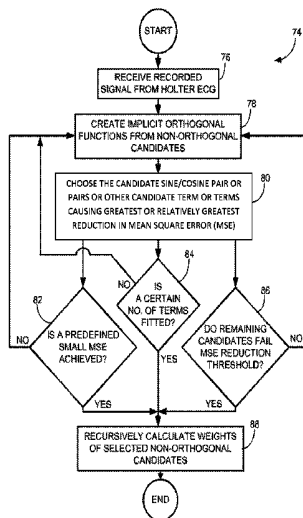 START
74
76
RECEIVE RECORDED
SIGNAL FROM HOLTER ECG
78
CREATE IMPLICIT ORTHOGONAL
FUNCTIONS FROM NON-ORTHOGONAL
CANDIDATES
80
CHOOSE THE CANDIDATE SINE/COSINE PAIR OR
PAIRS OR OTHER CANDIDATE TERM OR TERMS
CAUSING GREATEST OR RELATIVELY GREATEST
REDUCTION IN MEAN SQUARE ERROR (MSE)
82
IS A PREDEFINED
SMALL MSE
ACHIEVED?
NO
YES
84
IS
A CERTAIN
NO. OF TERMS
FITTED?
NO
YES
86
DO REMAINING
CANDIDATES FAIL
MSE REDUCTION
THRESHOLD?
NO
YES
88
RECURSIVELY CALCULATE WEIGHTS
OF SELECTED NON-ORTHOGONAL
CANDIDATES
END